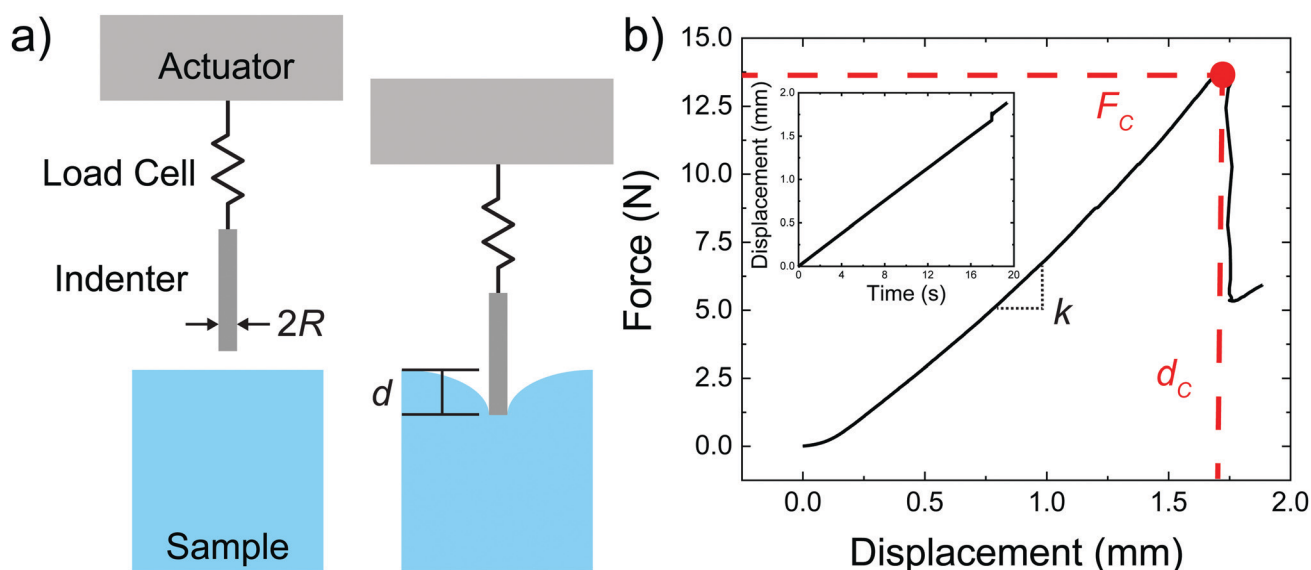 a)
Actuator
Load Cell
Indenter
2R
d
Sample
b)
Force (N)
15.0
12.5
10.0
7.5
5.0
2.5
0.0
F_C
k
d_C
Displacement (mm)
2.0
1.5
1.0
0.5
0.0
0 4 8 12 16 20
Time (s)
0.0 0.5 1.0 1.5 2.0
Displacement (mm)